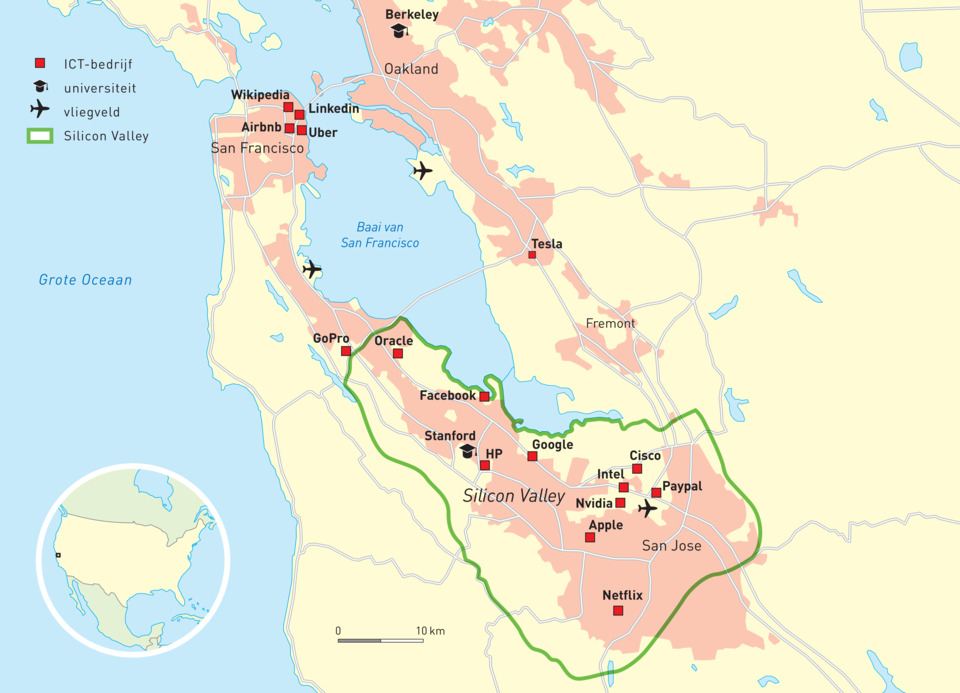 Berkeley
Oakland
ICT-bedrijf
universiteit
vliegveld
Silicon Valley
Wikipedia
Linkedin
Airbnb
Uber
San Francisco
Baai van
San Francisco
Tesla
Grote Oceaan
Fremont
GoPro
Oracle
Facebook
Stanford
HP
Google
Cisco
Intel
Paypal
Silicon Valley
Nvidia
Apple
San Jose
Netflix
0
10 km